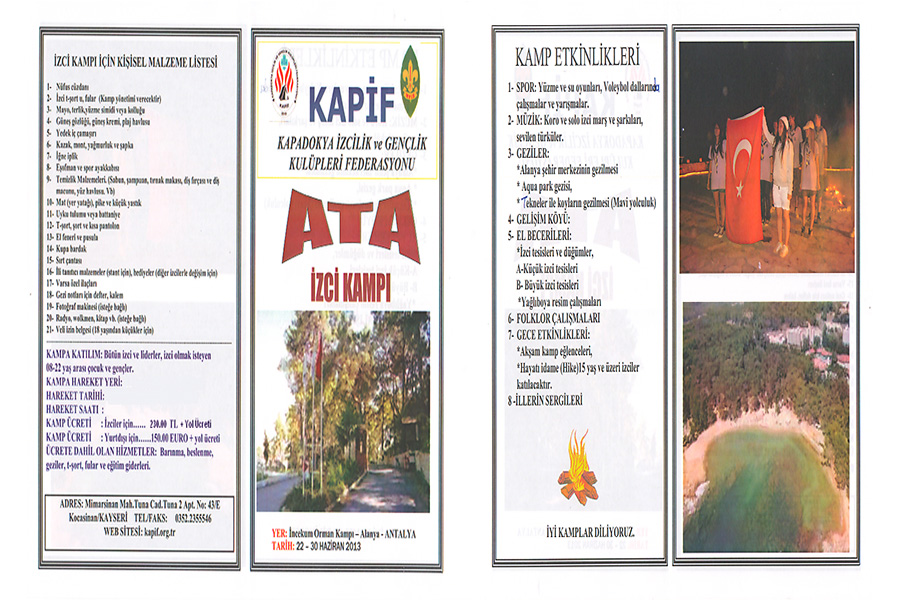 İZCİ KAMPI İÇİN KİŞİSEL MALZEME LİSTESİ
1- Nüfus cüzdanı
2- İzci t-şort u, fular (Kamp yönetimi verecektir)
3- Mayo, terlik,yüzme simidi veya kolluğu
4- Güneş gözlüğü, güneş kremi, plaj havlusu
5- Yedek iç çamaşırı
6- Kazak, mont, yağmurluk ve şapka
7- İğne iplik
8- Eşofman ve spor ayakkabısı
9- Temizlik Malzemeleri. (Sabun, şampuan, tırnak makası, diş fırçası ve diş
macunu, yüz havlusu. Vb)
10- Mat (yer yatağı), pike ve küçük yastık
11- Uyku tulumu veya battaniye
12- T-şort, şort ve kısa pantolon
13- El feneri ve pusula
14- Kupa bardak
15- Sırt çantası
16- İli tanıtıcı malzemeler (stant için), hediyeler (diğer izcilerle değişim için)
17- Varsa özel ilaçları
18- Gezi notları için defter, kalem
19- Fotoğraf makinesi (isteğe bağlı)
20- Radyo, wolkmen, kitap vb. (isteğe bağlı)
21- Veli izin belgesi (18 yaşından küçükler için)
KAMPA KATILIM: Bütün izci ve liderler, izci olmak isteyen
08-22 yaş arası çocuk ve gençler.
KAMPA HAREKET YERİ:
HAREKET TARİHİ:
HAREKET SAATI :
KAMP ÜCRETİ : İzciler için...... 230.00 TL + Yol Ücreti
KAMP ÜCRETİ : Yurtdışı için......150.00 EURO + yol ücreti
ÜCRETE DAHİL OLAN HİZMETLER: Barınma, beslenme,
geziler, t-şort, fular ve eğitim giderleri.
ADRES: Mimarsinan Mah.Tuna Cad.Tuna 2 Apt. No: 43/E
Kocasinan/KAYSERİ TEL/FAKS: 0352.2355546
WEB SİTESİ: kapif.org.tr
KAPİF
KAPADOKYA İZCİLİK ve GENÇLİK
KULÜPLERİ FEDERASYONU
ATA
İZCİ KAMPI
YER: İncekum Orman Kampı – Alanya - ANTALYA
TARİH: 22 – 30 HAZİRAN 2013
KAMP ETKİNLİKLERİ
1- SPOR: Yüzme ve su oyunları, Voleybol dallarında
çalışmalar ve yarışmalar.
2- MÜZİK: Koro ve solo izci marş ve şarkıları,
sevilen türküler.
3- GEZİLER:
*Alanya şehir merkezinin gezilmesi
* Aqua park gezisi,
* Tekneler ile koyların gezilmesi (Mavi yolculuk)
4- GELİŞİM KÖYÜ:
5- EL BECERİLERİ:
*İzci tesisleri ve düğümler,
A-Küçük izci tesisleri
B- Büyük izci tesisleri
*Yağlıboya resim çalışmaları
6- FOLKLOR ÇALIŞMALARI
7- GECE ETKİNLİKLERİ:
*Akşam kamp eğlenceleri,
*Hayatı idame (Hike)15 yaş ve üzeri izciler
katılacaktır.
8 -İLLERİN SERGİLERİ
İYİ KAMPLAR DİLİYORUZ.